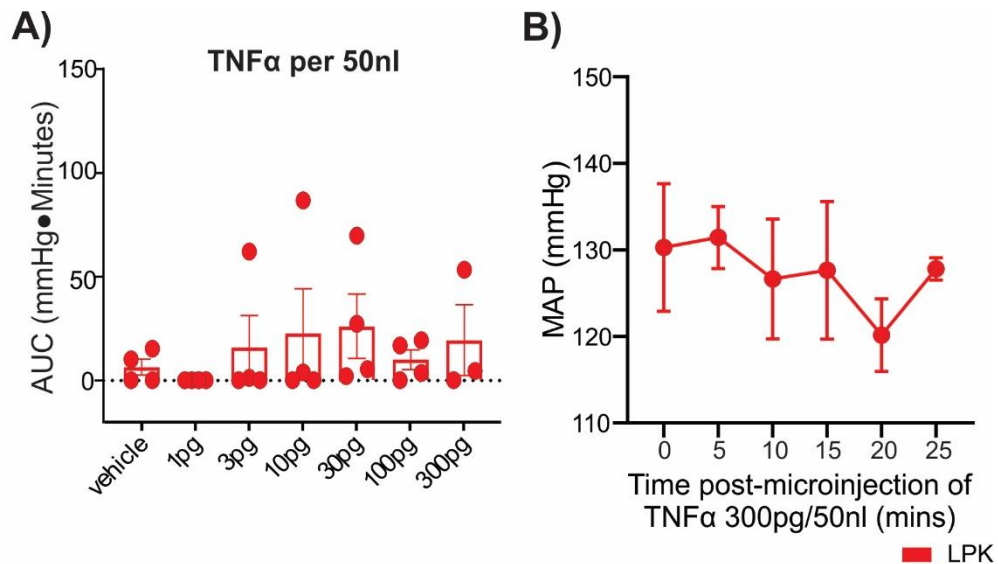 A)
TNFα per 50nl
AUC (mmHg●Minutes)
150
100
50
0
vehicle
1pg
3pg
10pg
30pg
100pg
300pg
B)
MAP (mmHg)
150
140
130
120
110
0 5 10 15 20 25
Time post-microinjection of
TNFα 300pg/50nl (mins)
LPK